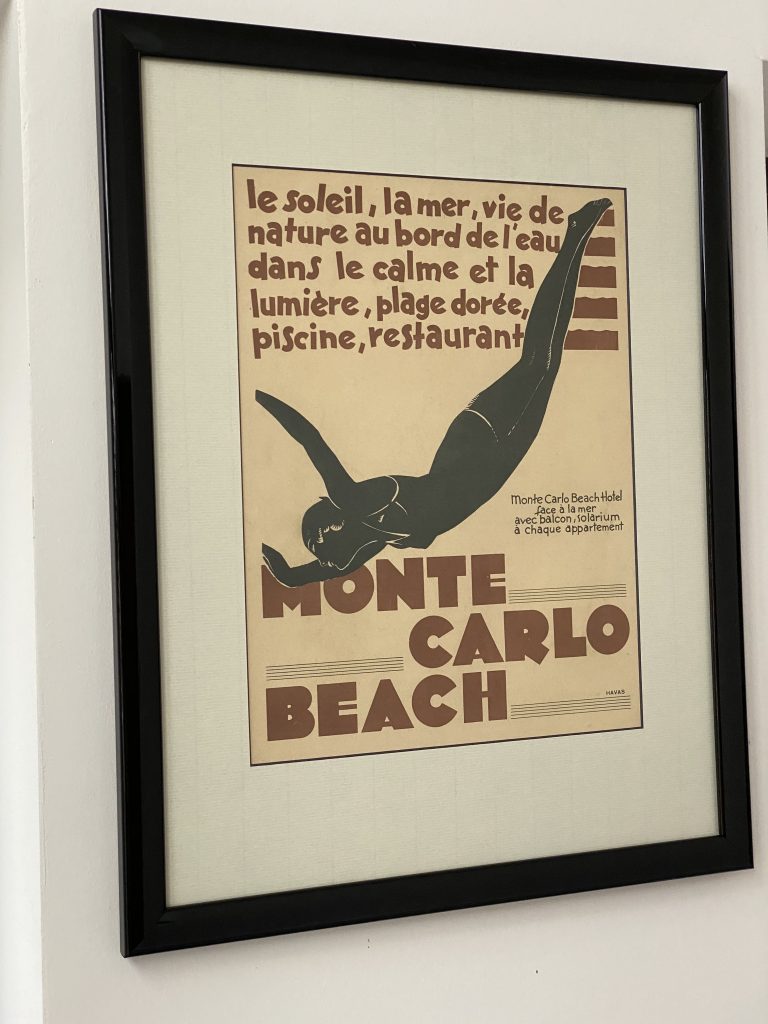 le soleil, la mer, vie de
nature au bord de l'eau
dans le calme et la
lumière, plage dorée,
piscine, restaurant
Monte Carlo Beach Hotel
face à la mer
avec balcon, solarium
à chaque appartement
MONTE
CARLO
BEACH
HAVAS